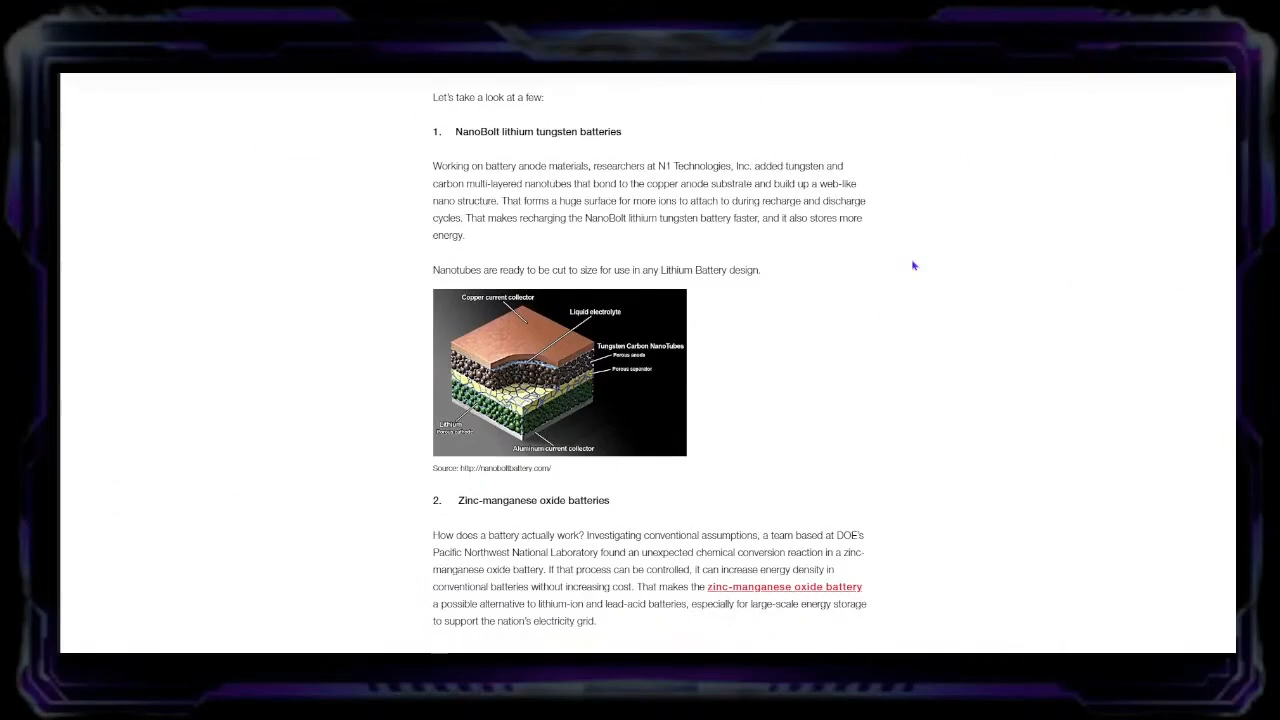 Let's take a look at a few:
1. NanoBolt lithium tungsten batteries
Working on battery anode materials, researchers at N1 Technologies, Inc. added tungsten and
carbon multi-layered nanotubes that bond to the copper anode substrate and build up a web-like
nano structure. That forms a huge surface for more ions to attach to during recharge and discharge
cycles. That makes recharging the NanoBolt lithium tungsten battery faster, and it also stores more
energy.
Nanotubes are ready to be cut to size for use in any Lithium Battery design.
Copper current collector
Liquid electrolyte
Tungsten Carbon NanoTubes
Porous anode
Porous separator
Lithium
Porous cathode
Aluminum current collector
Source: http://nanoboltbattery.com/
2. Zinc-manganese oxide batteries
How does a battery actually work? Investigating conventional assumptions, a team based at DOE's
Pacific Northwest National Laboratory found an unexpected chemical conversion reaction in a zinc-
manganese oxide battery. If that process can be controlled, it can increase energy density in
conventional batteries without increasing cost. That makes the zinc-manganese oxide battery
a possible alternative to lithium-ion and lead-acid batteries, especially for large-scale energy storage
to support the nation's electricity grid.